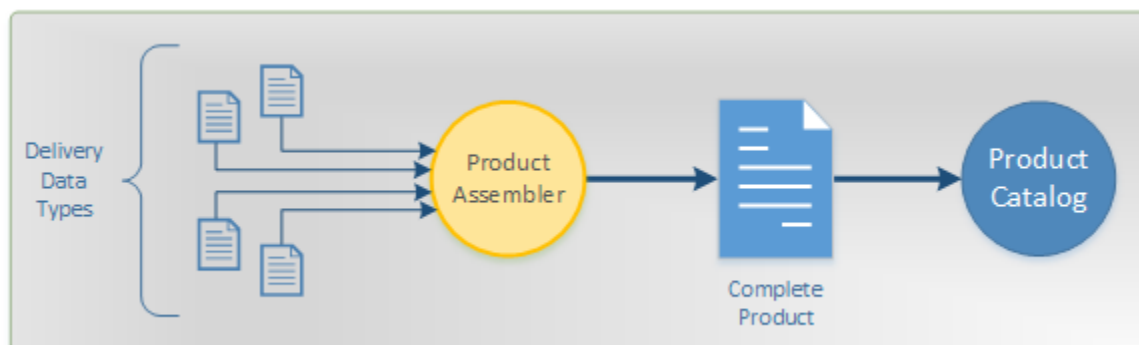 Delivery
Data
Types
Product
Assembler
Complete
Product
Product
Catalog